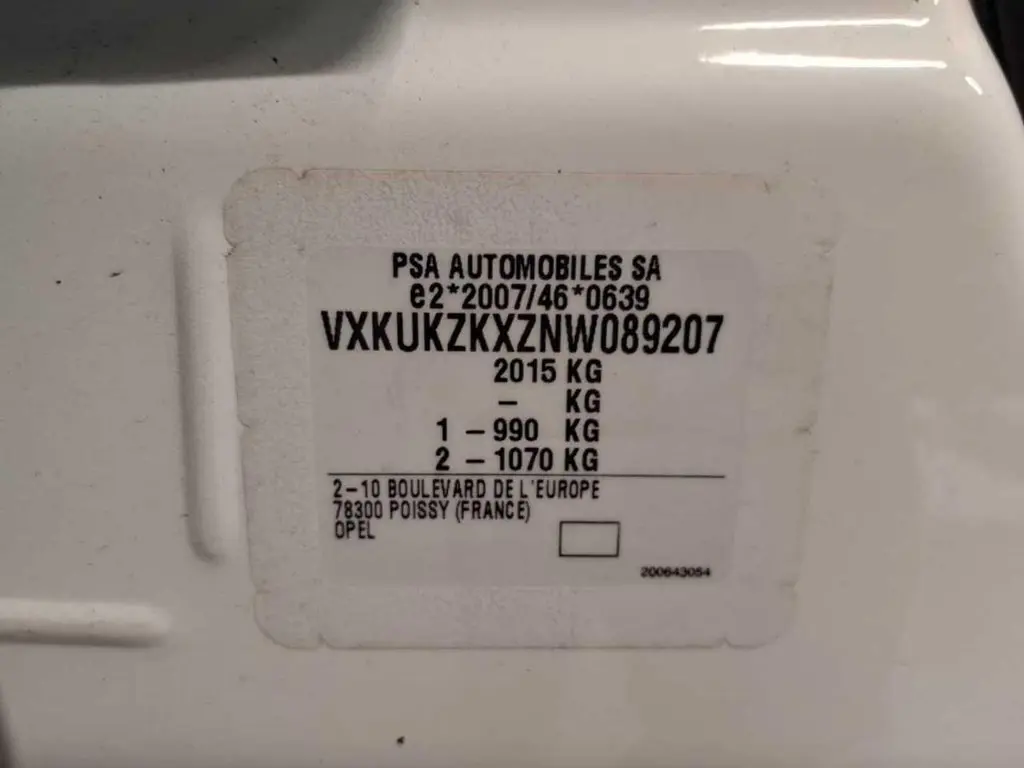 PSA AUTOMOBILES SA
e2*2007/46*0639
VXKUKZKXZNW089207
2015 KG
– KG
1 – 990 KG
2 – 1070 KG
2–10 BOULEVARD DE L'EUROPE
78300 POISSY (FRANCE)
OPEL
200643054